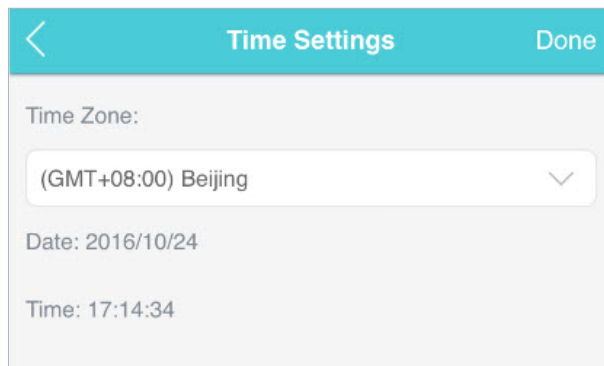 Time Settings Done
Time Zone:
(GMT+08:00) Beijing
Date: 2016/10/24
Time: 17:14:34